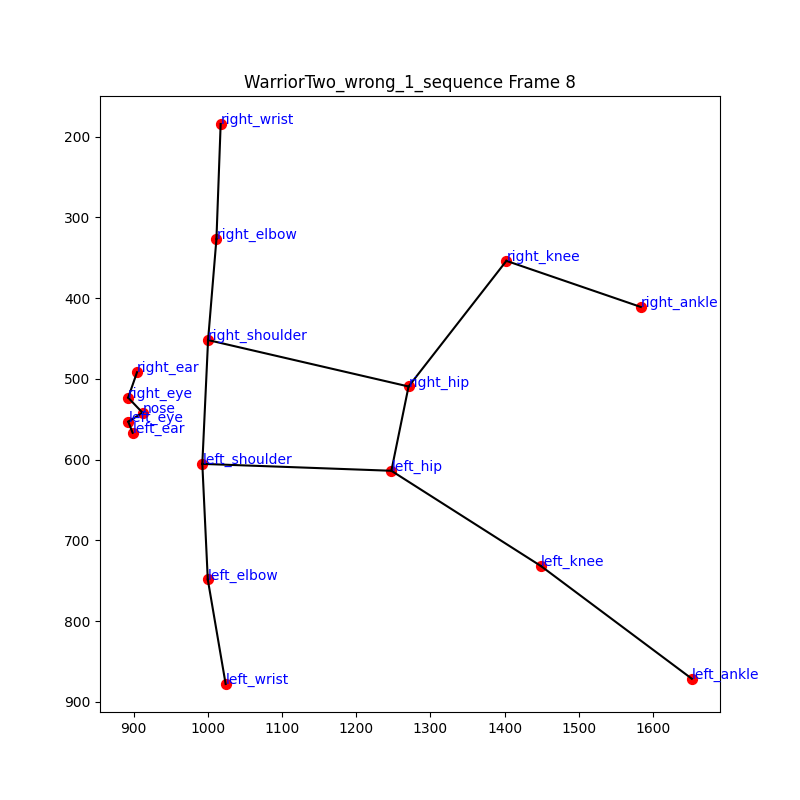 WarriorTwo_wrong_1_sequence Frame 8
right_wrist
right_elbow
right_knee
right_ankle
right_shoulder
right_ear
right_hip
right_eye
nose
left_eye
left_ear
left_shoulder
left_hip
left_knee
left_elbow
left_ankle
left_wrist
200
300
400
500
600
700
800
900
900 1000 1100 1200 1300 1400 1500 1600